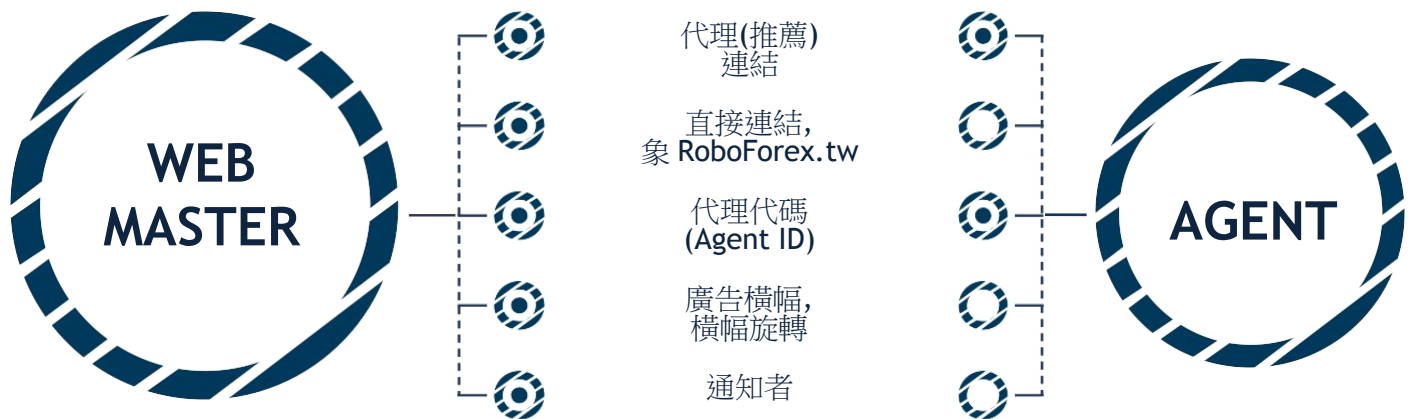 WEB
MASTER
代理(推薦)
連結
直接連結,
象 RoboForex.tw
代理代碼
(Agent ID)
廣告橫幅,
橫幅旋轉
通知者
AGENT